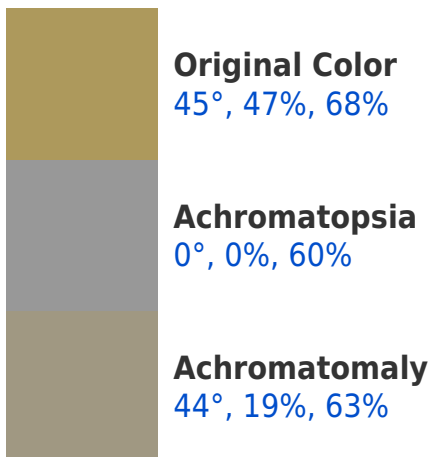 Original Color
45°, 47%, 68%
Achromatopsia
0°, 0%, 60%
Achromatomaly
44°, 19%, 63%